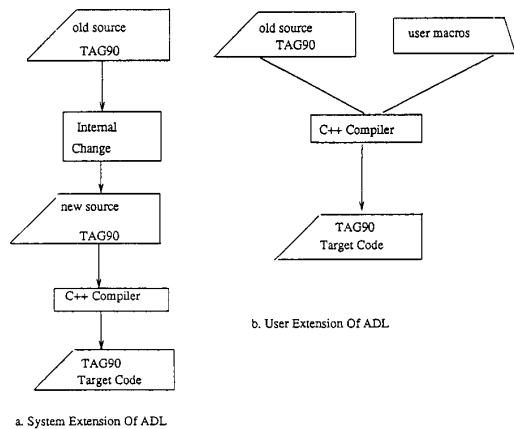 old source
TAG90
Internal
Change
new source
TAG90
C++ Compiler
TAG90
Target Code
a. System Extension Of ADL
old source
TAG90
user macros
C++ Compiler
TAG90
Target Code
b. User Extension Of ADL